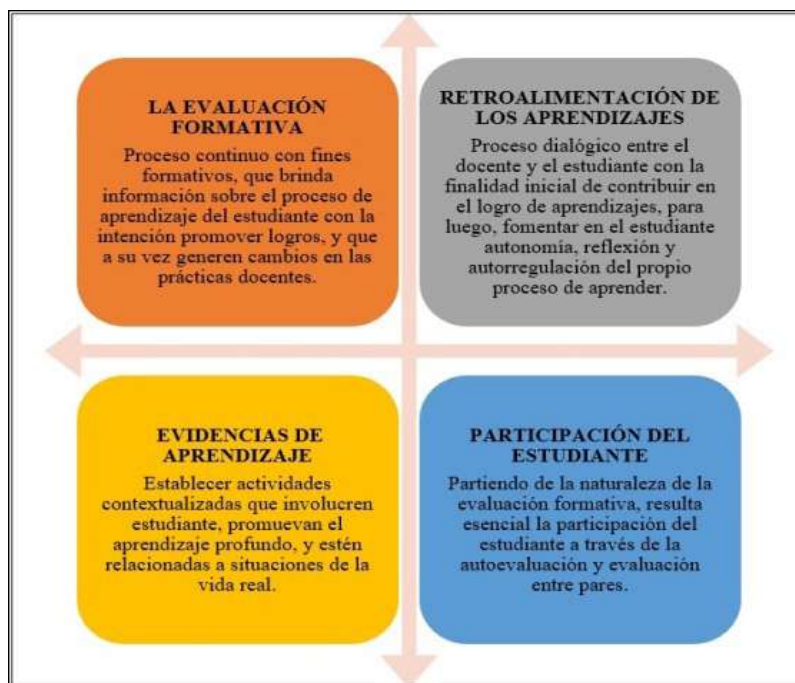 LA EVALUACIÓN
FORMATIVA
Proceso continuo con fines
formativos, que brinda
información sobre el proceso de
aprendizaje del estudiante con la
intención promover logros, y que
a su vez generen cambios en las
prácticas docentes.
RETROALIMENTACIÓN DE
LOS APRENDIZAJES
Proceso dialógico entre el
docente y el estudiante con la
finalidad inicial de contribuir en
el logro de aprendizajes, para
luego, fomentar en el estudiante
autonomía, reflexión y
autorregulación del propio
proceso de aprender.
EVIDENCIAS DE
APRENDIZAJE
Establecer actividades
contextualizadas que involucren
estudiante, promuevan el
aprendizaje profundo, y estén
relacionadas a situaciones de la
vida real.
PARTICIPACIÓN DEL
ESTUDIANTE
Partiendo de la naturaleza de la
evaluación formativa, resulta
esencial la participación del
estudiante a través de la
autoevaluación y evaluación
entre pares.